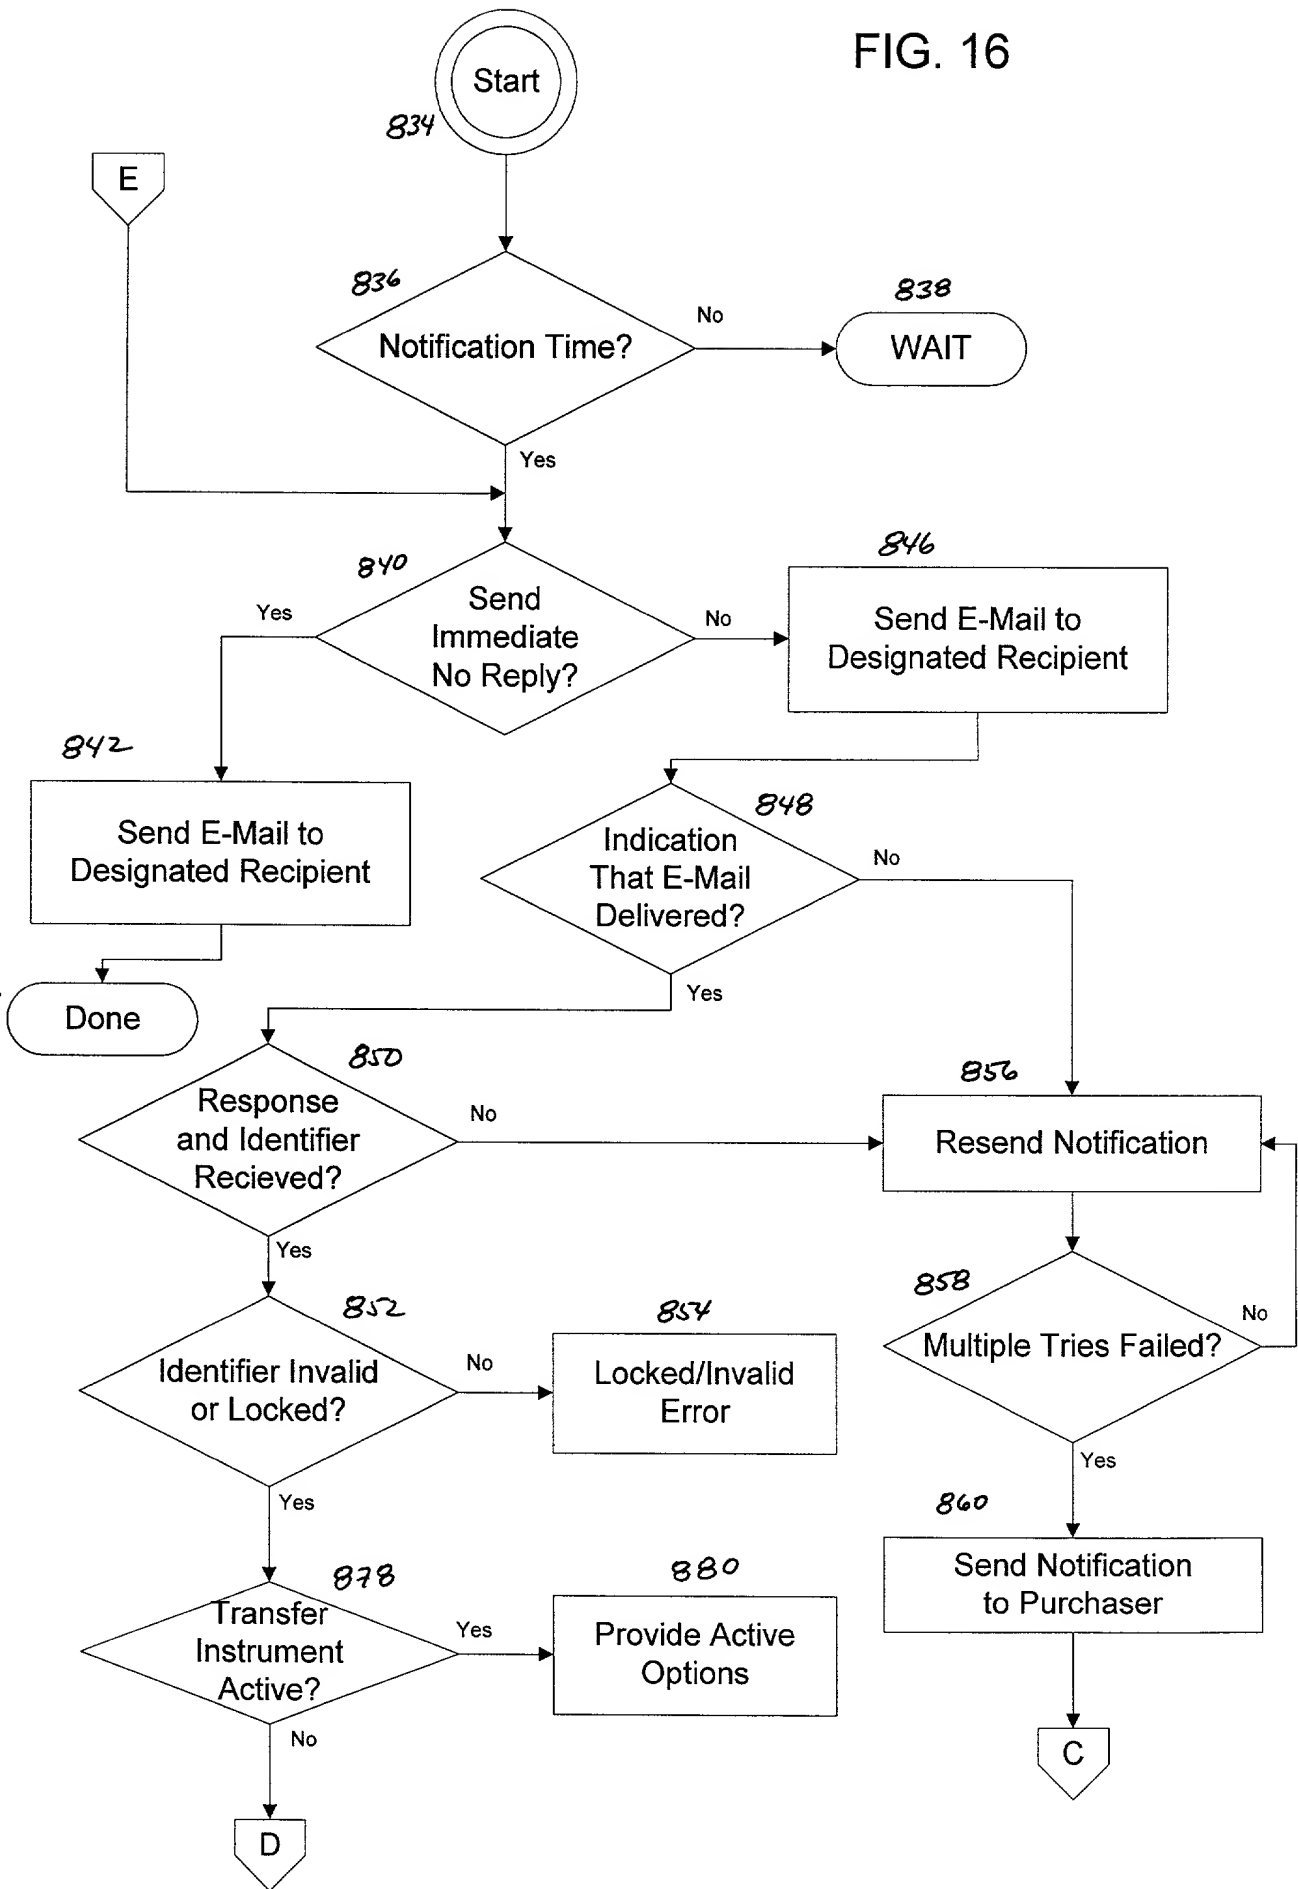 FIG. 16
Start
834
E
836
Notification Time?
No
838
WAIT
Yes
840
Send
Immediate
No Reply?
Yes
No
846
Send E-Mail to
Designated Recipient
842
Send E-Mail to
Designated Recipient
Done
848
Indication
That E-Mail
Delivered?
No
Yes
850
Response
and Identifier
Recieved?
No
856
Resend Notification
Yes
852
Identifier Invalid
or Locked?
No
854
Locked/Invalid
Error
858
Multiple Tries Failed?
No
Yes
Yes
860
Send Notification
to Purchaser
878
Transfer
Instrument
Active?
Yes
880
Provide Active
Options
No
C
D